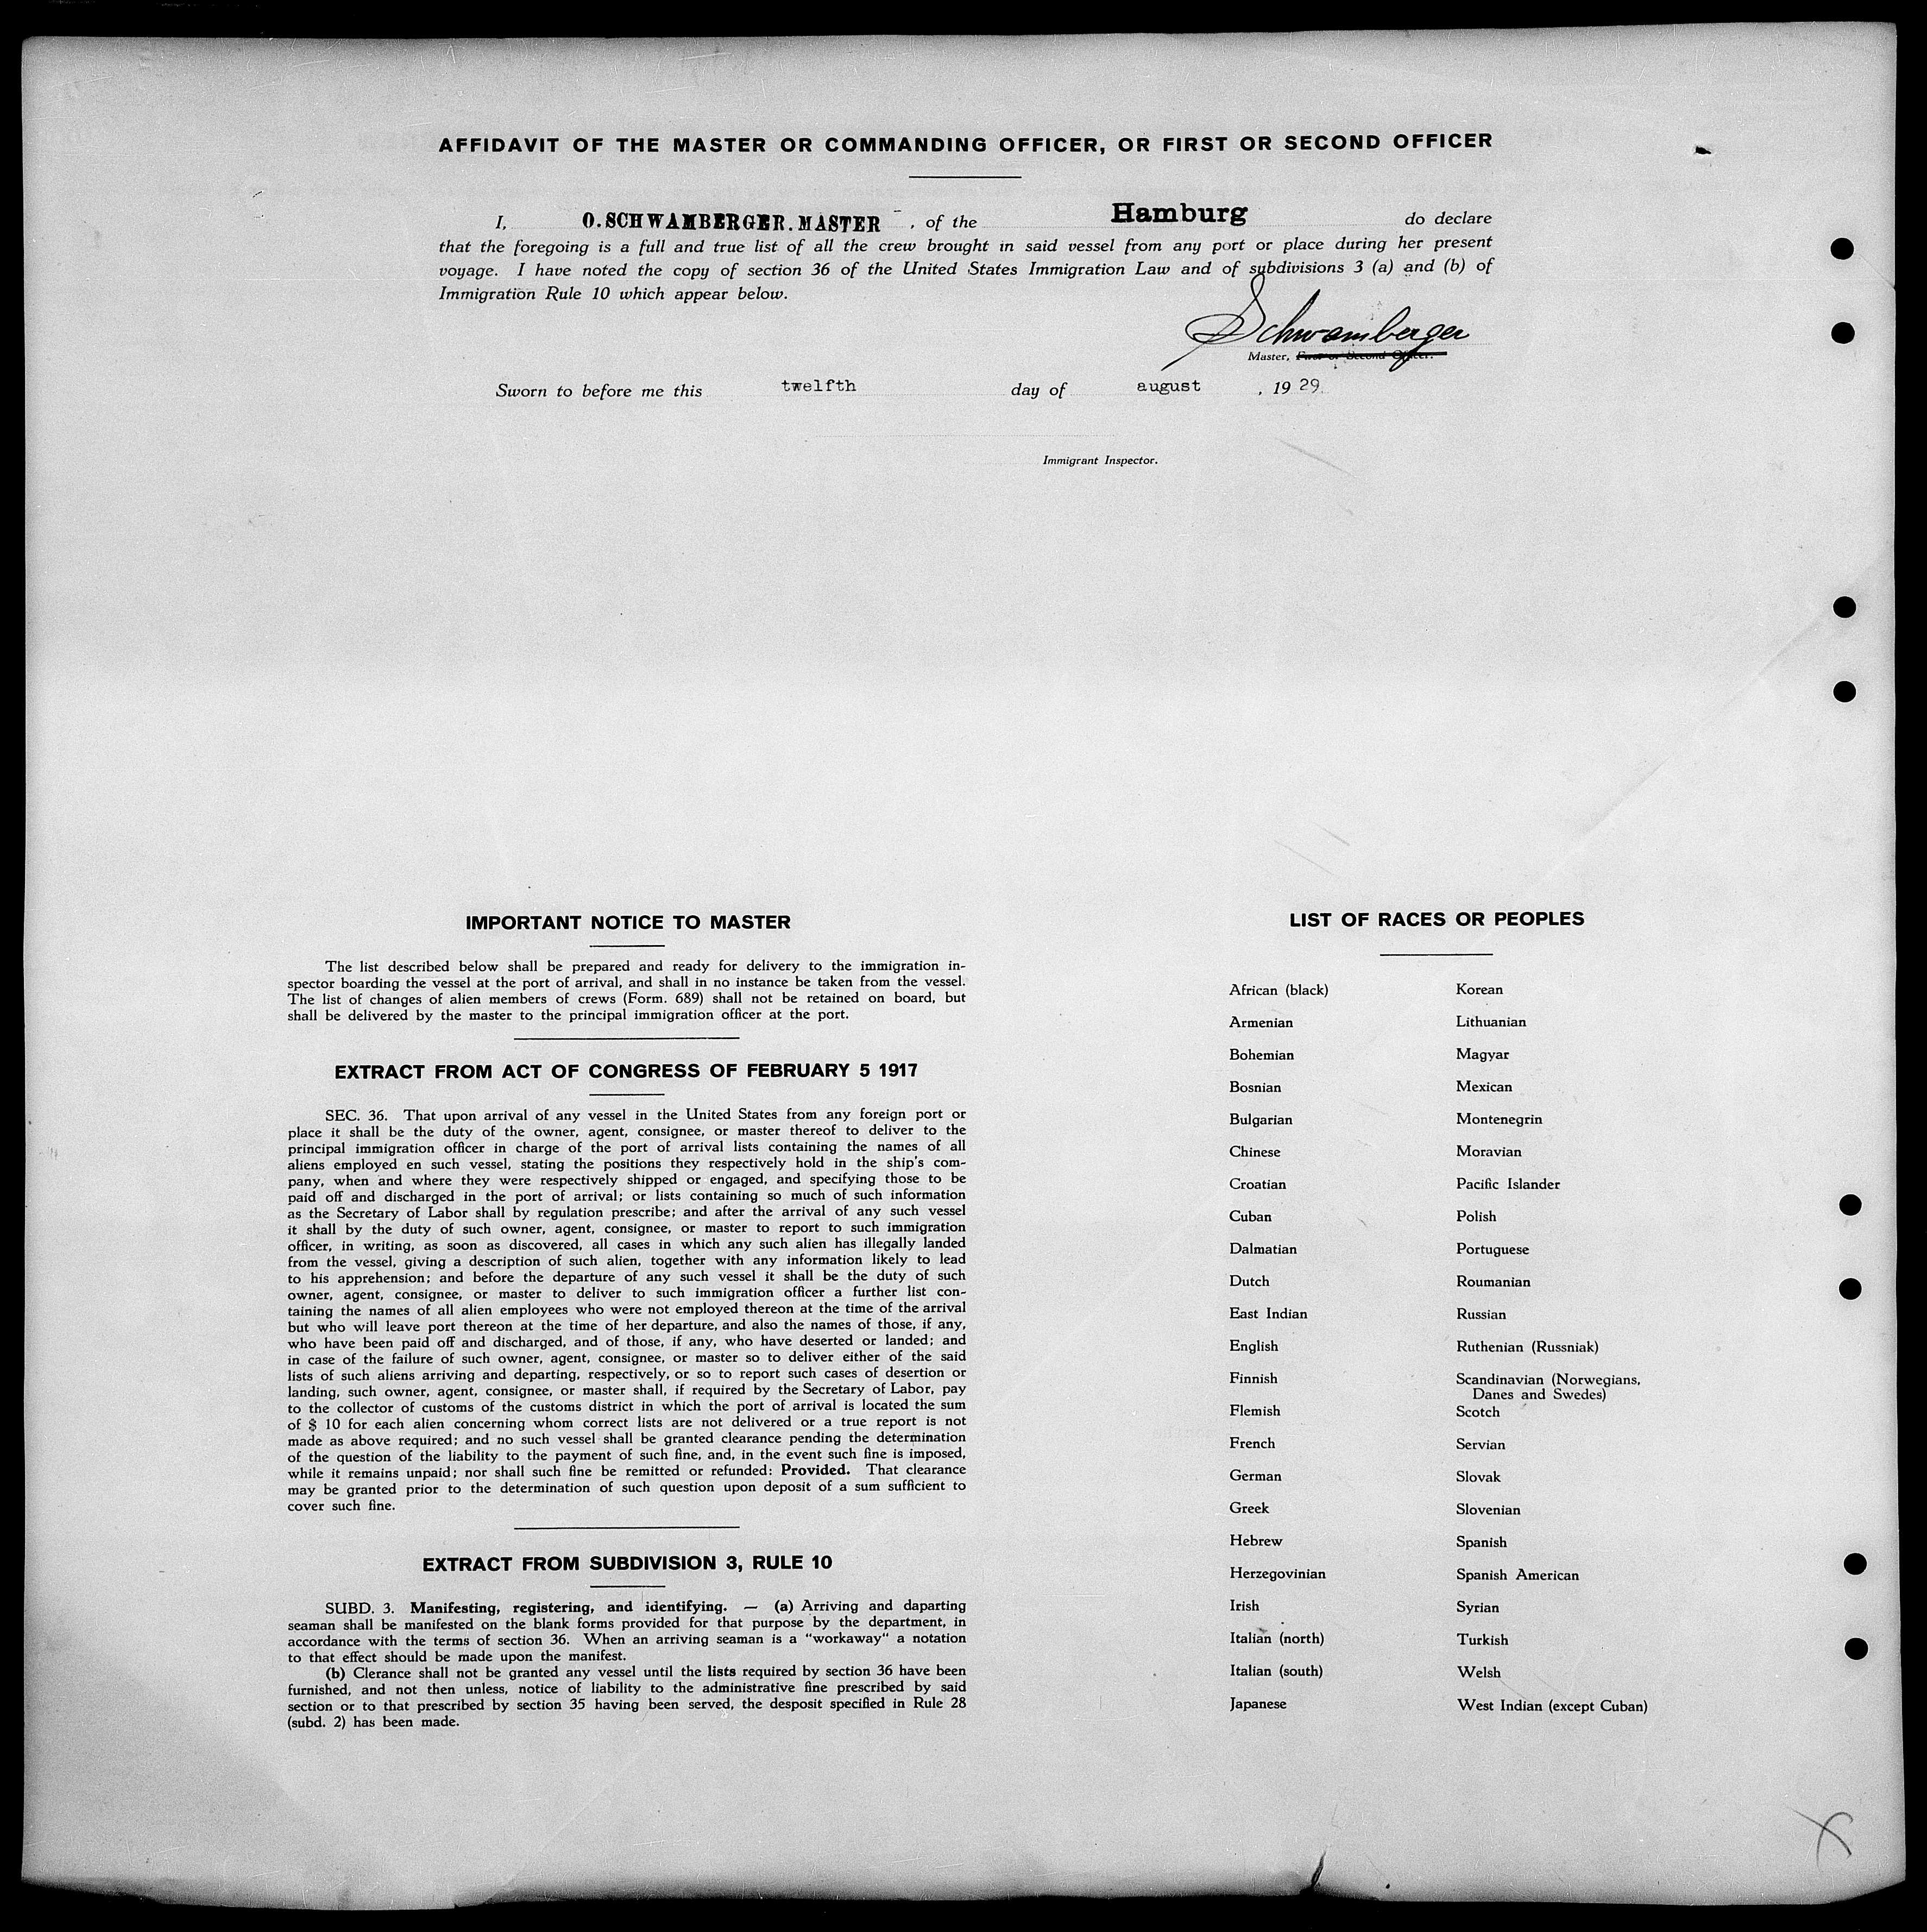 AFFIDAVIT OF THE MASTER OR COMMANDING OFFICER, OR FIRST OR SECOND OFFICER
I, O. SCHWAMBERGER. MASTER , of the Hamburg do declare
that the foregoing is a full and true list of all the crew brought in said vessel from any port or place during her present
voyage. I have noted the copy of section 36 of the United States Immigration Law and of subdivisions 3 (a) and (b) of
Immigration Rule 10 which appear below.
Schwamberger
Master, First or Second Officer.
Sworn to before me this twelfth day of august , 19 29.
Immigrant Inspector.
IMPORTANT NOTICE TO MASTER
The list described below shall be prepared and ready for delivery to the immigration in-
spector boarding the vessel at the port of arrival, and shall in no instance be taken from the vessel.
The list of changes of alien members of crews (Form. 689) shall not be retained on board, but
shall be delivered by the master to the principal immigration officer at the port.
EXTRACT FROM ACT OF CONGRESS OF FEBRUARY 5 1917
SEC. 36. That upon arrival of any vessel in the United States from any foreign port or
place it shall be the duty of the owner, agent, consignee, or master thereof to deliver to the
principal immigration officer in charge of the port of arrival lists containing the names of all
aliens employed en such vessel, stating the positions they respectively hold in the ship's com-
pany, when and where they were respectively shipped or engaged, and specifying those to be
paid off and discharged in the port of arrival; or lists containing so much of such information
as the Secretary of Labor shall by regulation prescribe; and after the arrival of any such vessel
it shall by the duty of such owner, agent, consignee, or master to report to such immigration
officer, in writing, as soon as discovered, all cases in which any such alien has illegally landed
from the vessel, giving a description of such alien, together with any information likely to lead
to his apprehension; and before the departure of any such vessel it shall be the duty of such
owner, agent, consignee, or master to deliver to such immigration officer a further list con-
taining the names of all alien employees who were not employed thereon at the time of the arrival
but who will leave port thereon at the time of her departure, and also the names of those, if any,
who have been paid off and discharged, and of those, if any, who have deserted or landed; and
in case of the failure of such owner, agent, consignee, or master so to deliver either of the said
lists of such aliens arriving and departing, respectively, or so to report such cases of desertion or
landing, such owner, agent, consignee, or master shall, if required by the Secretary of Labor, pay
to the collector of customs of the customs district in which the port of arrival is located the sum
of $ 10 for each alien concerning whom correct lists are not delivered or a true report is not
made as above required; and no such vessel shall be granted clearance pending the determination
of the question of the liability to the payment of such fine, and, in the event such fine is imposed,
while it remains unpaid; nor shall such fine be remitted or refunded: Provided. That clearance
may be granted prior to the determination of such question upon deposit of a sum sufficient to
cover such fine.
EXTRACT FROM SUBDIVISION 3, RULE 10
SUBD. 3. Manifesting, registering, and identifying. — (a) Arriving and daparting
seaman shall be manifested on the blank forms provided for that purpose by the department, in
accordance with the terms of section 36. When an arriving seaman is a "workaway" a notation
to that effect should be made upon the manifest.
(b) Clerance shall not be granted any vessel until the lists required by section 36 have been
furnished, and not then unless, notice of liability to the administrative fine prescribed by said
section or to that prescribed by section 35 having been served, the desposit specified in Rule 28
(subd. 2) has been made.
LIST OF RACES OR PEOPLES
African (black)
Armenian
Bohemian
Bosnian
Bulgarian
Chinese
Croatian
Cuban
Dalmatian
Dutch
East Indian
English
Finnish
Flemish
French
German
Greek
Hebrew
Herzegovinian
Irish
Italian (north)
Italian (south)
Japanese
Korean
Lithuanian
Magyar
Mexican
Montenegrin
Moravian
Pacific Islander
Polish
Portuguese
Roumanian
Russian
Ruthenian (Russniak)
Scandinavian (Norwegians,
Danes and Swedes)
Scotch
Servian
Slovak
Slovenian
Spanish
Spanish American
Syrian
Turkish
Welsh
West Indian (except Cuban)